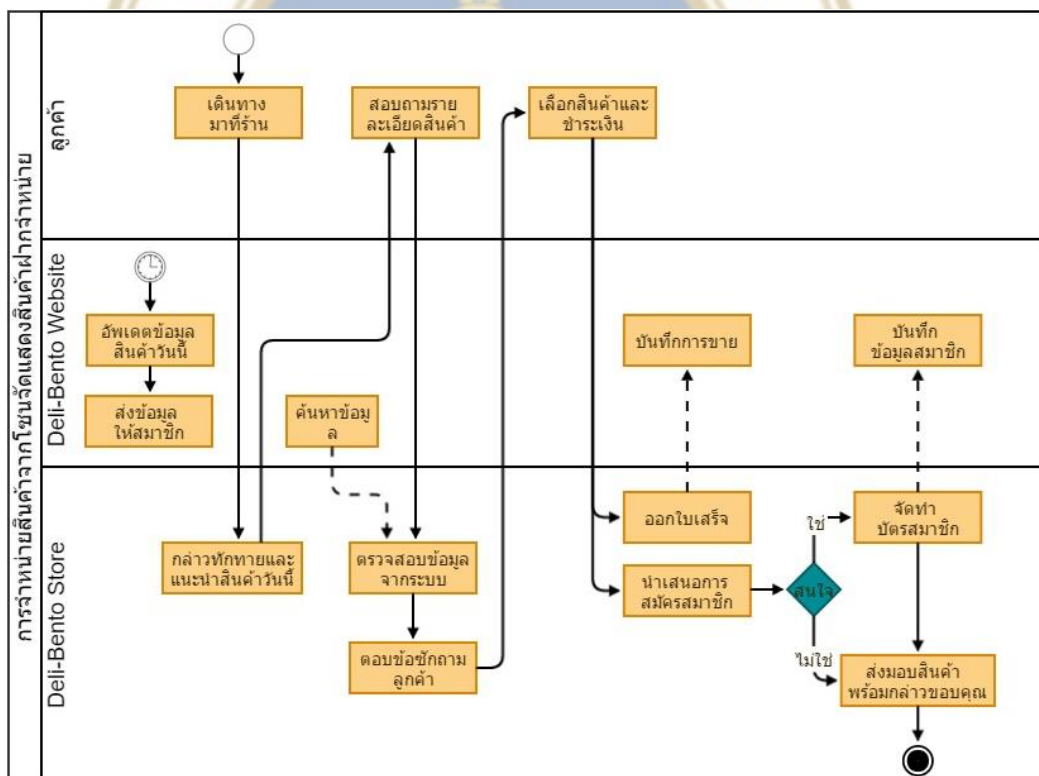 การจำหน่ายสินค้าจากโซนจัดแสดงสินค้าฝากจำหน่าย
ลูกค้า
เดินทาง
มาที่ร้าน
สอบถามราย
ละเอียดสินค้า
เลือกสินค้าและ
ชำระเงิน
Deli-Bento Website
อัพเดตข้อมูล
สินค้าวันนี้
ส่งข้อมูล
ให้สมาชิก
ค้นหาข้อมู
ล
บันทึกการขาย
บันทึก
ข้อมูลสมาชิก
Deli-Bento Store
กล่าวทักทายและ
แนะนำสินค้าวันนี้
ตรวจสอบข้อมูล
จากระบบ
ตอบข้อซักถาม
ลูกค้า
ออกใบเสร็จ
นำเสนอการ
สมัครสมาชิก
สนใจ
ใช่
ไม่ใช่
จัดทำ
บัตรสมาชิก
ส่งมอบสินค้า
พร้อมกล่าวขอบคุณ